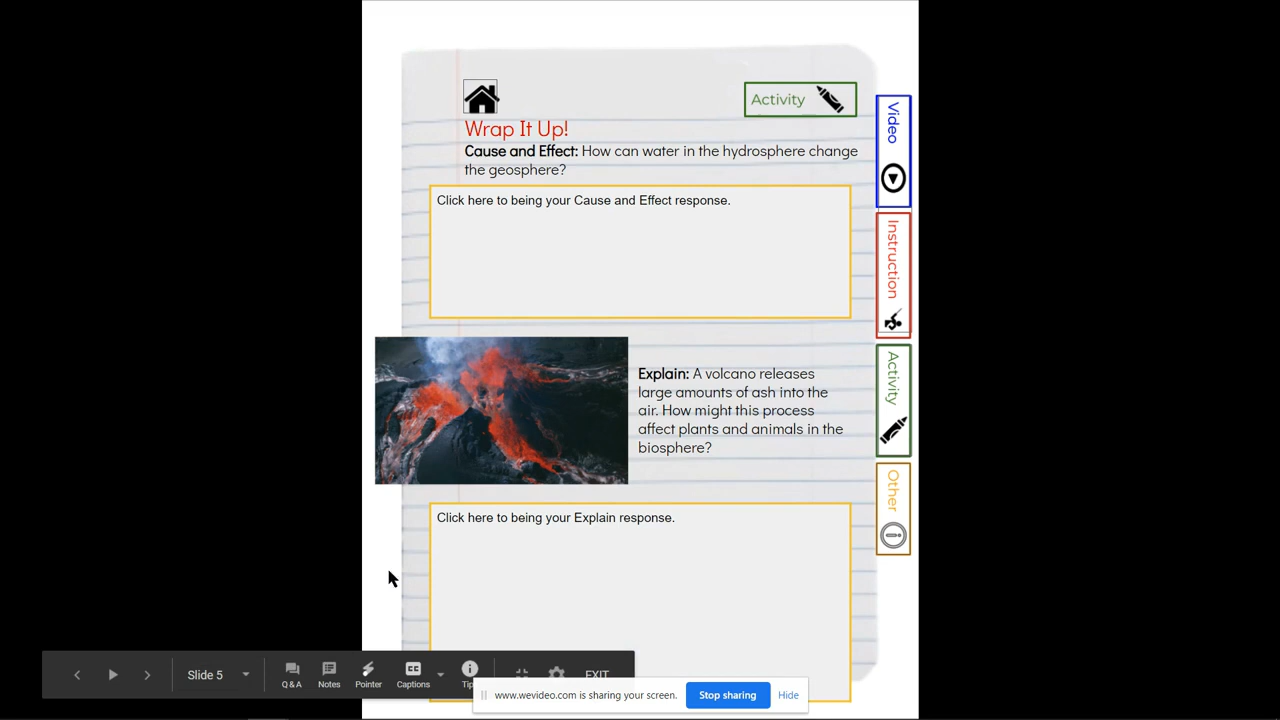 Activity
Wrap It Up!
Cause and Effect: How can water in the hydrosphere change
the geosphere?
Click here to being your Cause and Effect response.
Explain: A volcano releases
large amounts of ash into the
air. How might this process
affect plants and animals in the
biosphere?
Click here to being your Explain response.
Video
Instruction
Activity
Other
Slide 5
Q & A
Notes
Pointer
Captions
EXIT
www.wevideo.com is sharing your screen.
Stop sharing
Hide